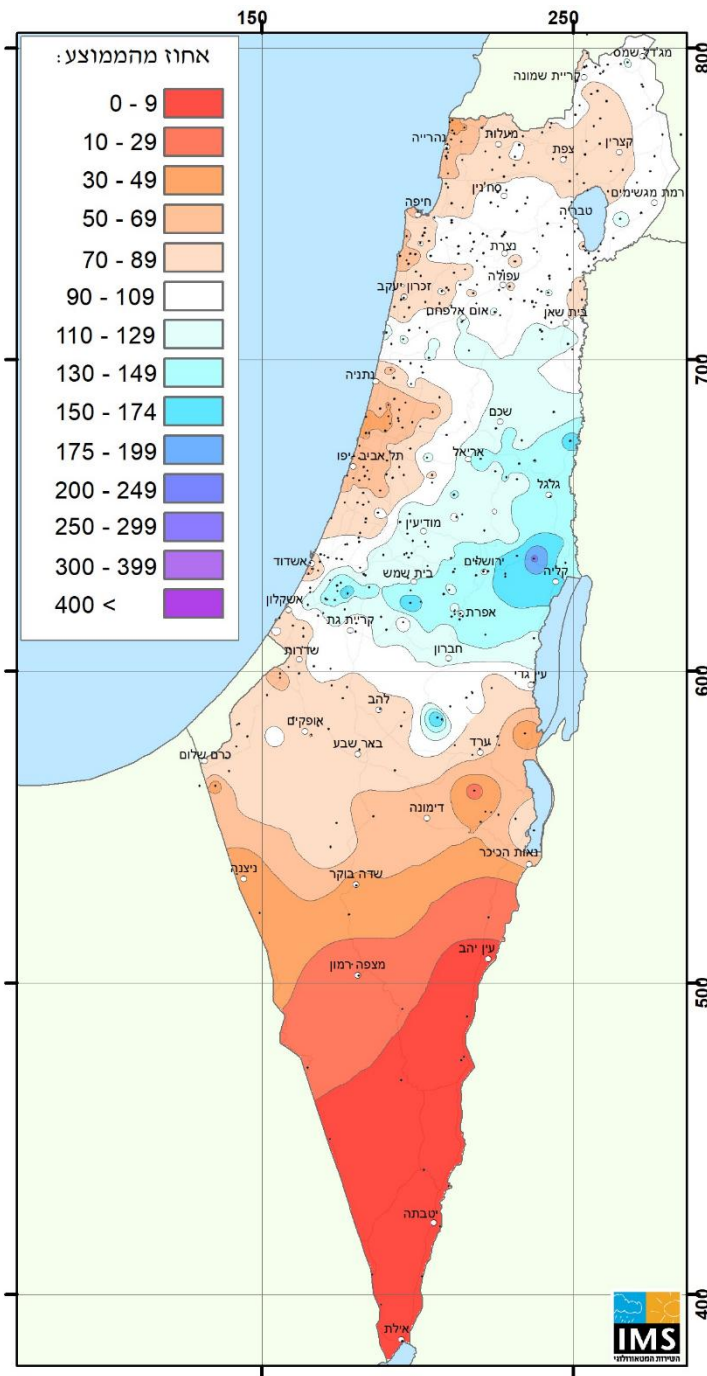 150 250
אחוז מהממוצע:
0 - 9
10 - 29
30 - 49
50 - 69
70 - 89
90 - 109
110 - 129
130 - 149
150 - 174
175 - 199
200 - 249
250 - 299
300 - 399
400 <
800
מג'דל שמס
קריית שמונה
נהרייה
מעלות
צפת
קצרין
סח'נין
רמת מגשימים
חיפה
טבריה
נצרת
עפולה
זכרון יעקב
אום אלפחם
בית שאן
700
נתניה
שכם
אריאל
תל אביב -יפו
גלגל
מודיעין
אשדוד
ירושלים
בית שמש
קליה
אשקלון
אפרת
קריית גת
חברון
שדרות
600
עין גדי
להב
אופקים
באר שבע
ערד
כרם שלום
דימונה
נאות הכיכר
ניצנה
שדה בוקר
עין יהב
מצפה רמון
500
יטבתה
400
אילת
IMS
השירות המטאורולוגי